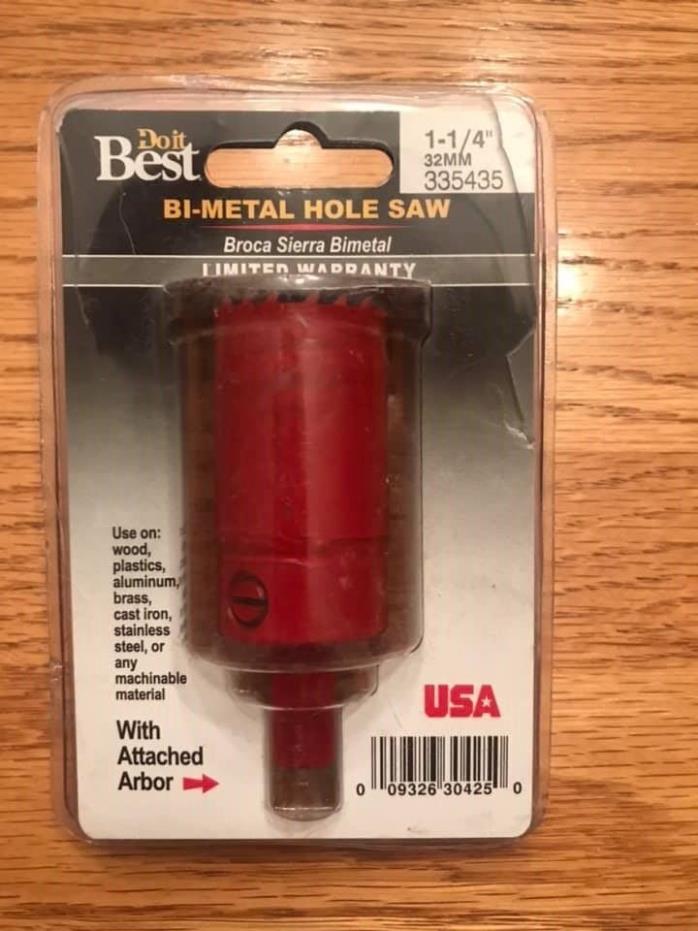 Do it
Best
1-1/4"
32MM
335435
BI-METAL HOLE SAW
Broca Sierra Bimetal
LIMITED WARRANTY
Use on:
wood,
plastics,
aluminum,
brass,
cast iron,
stainless
steel, or
any
machinable
material
With
Attached
Arbor
USA
0 09326 30425 0